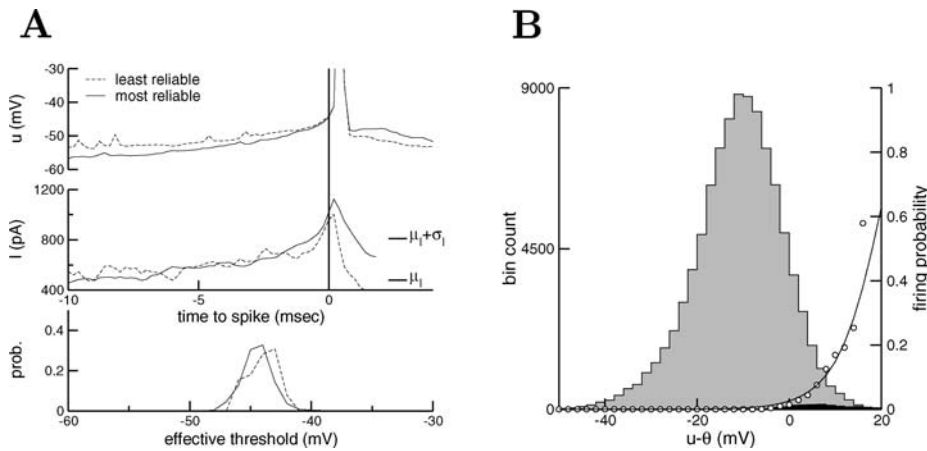 A
-30
-40
-50
-60
u (mV)
least reliable
most reliable
1200
800
400
I (pA)
μI+σI
μI
-10
-5
0
time to spike (msec)
0.4
0.2
0
prob.
-60
-50
-40
-30
effective threshold (mV)
B
9000
4500
0
bin count
1
0.8
0.6
0.4
0.2
0
firing probability
-40
-20
0
20
u-θ (mV)